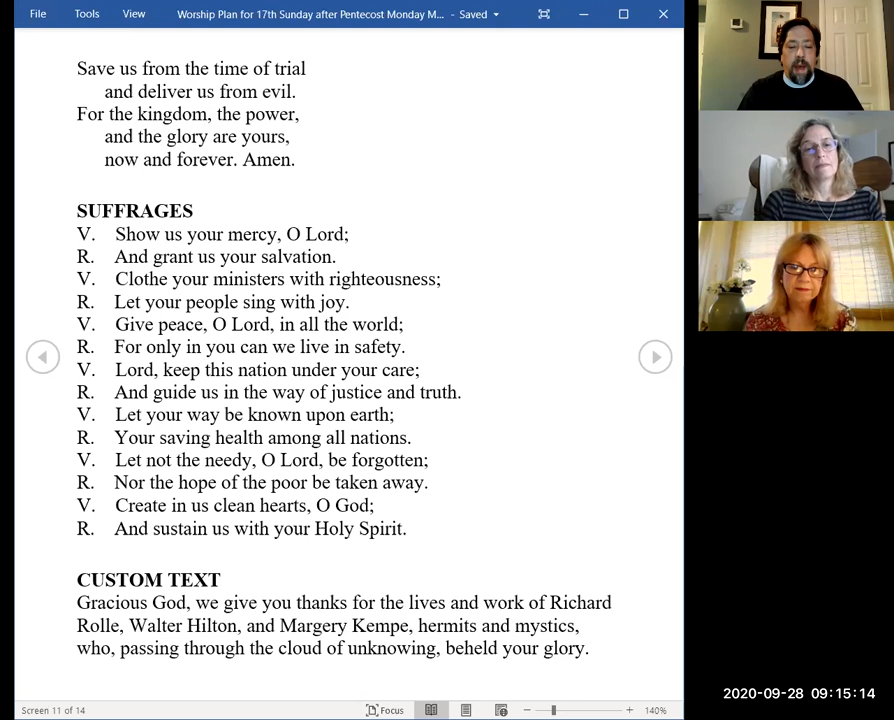 File Tools View Worship Plan for 17th Sunday after Pentecost Monday M... - Saved
Save us from the time of trial
and deliver us from evil.
For the kingdom, the power,
and the glory are yours,
now and forever. Amen.
SUFFRAGES
V. Show us your mercy, O Lord;
R. And grant us your salvation.
V. Clothe your ministers with righteousness;
R. Let your people sing with joy.
V. Give peace, O Lord, in all the world;
R. For only in you can we live in safety.
V. Lord, keep this nation under your care;
R. And guide us in the way of justice and truth.
V. Let your way be known upon earth;
R. Your saving health among all nations.
V. Let not the needy, O Lord, be forgotten;
R. Nor the hope of the poor be taken away.
V. Create in us clean hearts, O God;
R. And sustain us with your Holy Spirit.
CUSTOM TEXT
Gracious God, we give you thanks for the lives and work of Richard
Rolle, Walter Hilton, and Margery Kempe, hermits and mystics,
who, passing through the cloud of unknowing, beheld your glory.
Screen 11 of 14 Focus 140%
2020-09-28 09:15:14